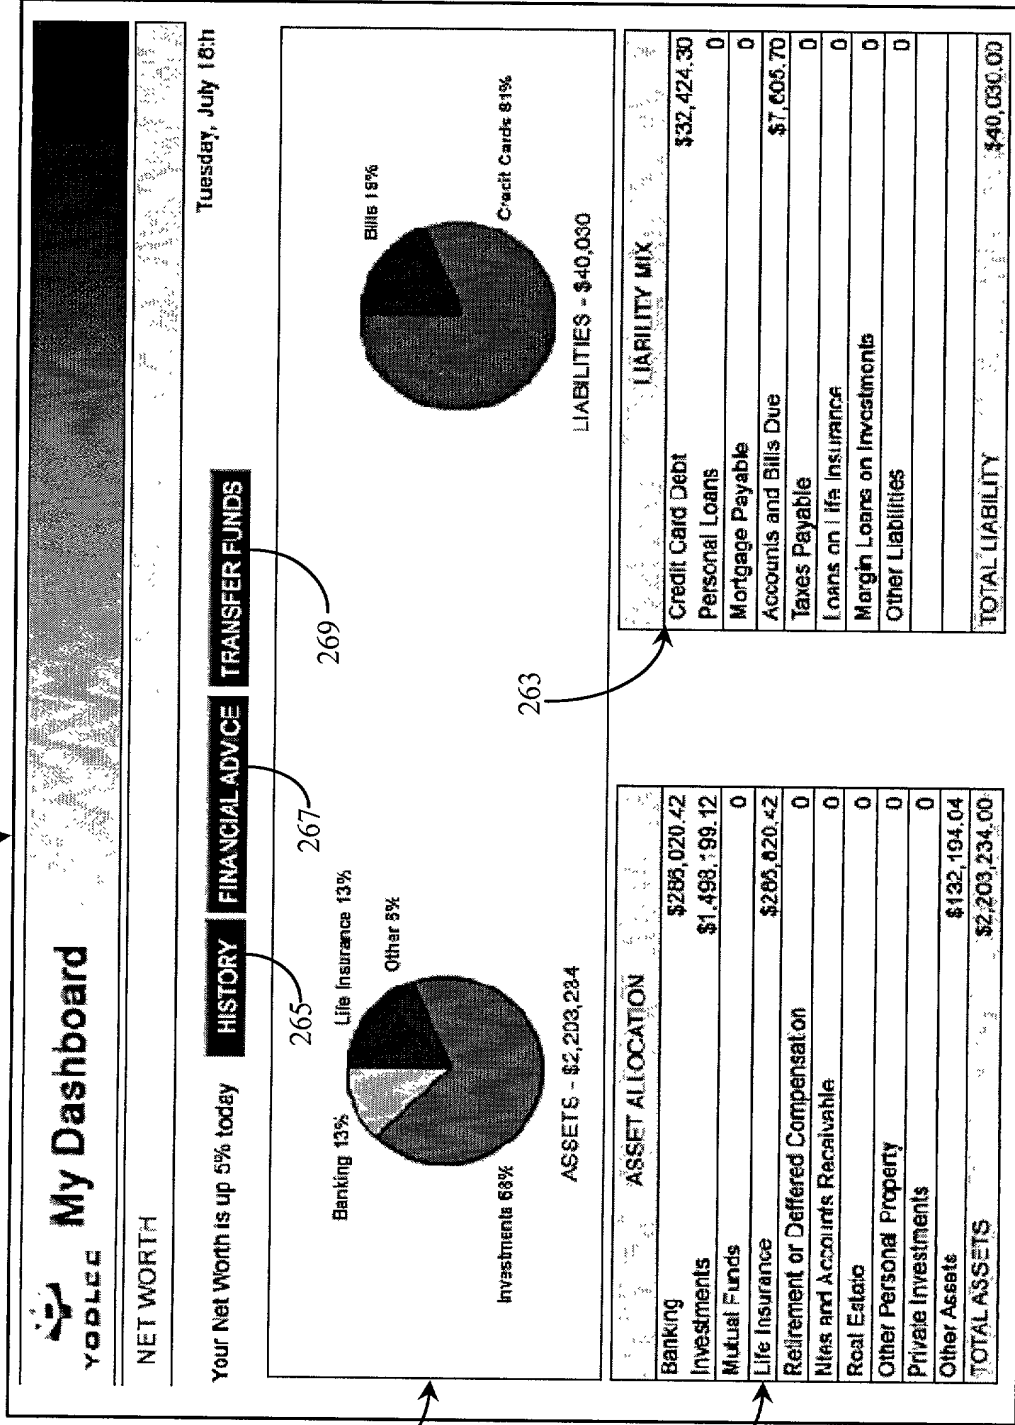 YODLEE My Dashboard
NET WORTH
Tuesday, July 18th
Your Net Worth is up 5% today
HISTORY
FINANCIAL ADVICE
TRANSFER FUNDS
265
267
269
Banking 13%
Life Insurance 13%
Other 6%
Investments 68%
ASSETS - $2,203,234
Bills 19%
Credit Cards 81%
LIABILITIES - $40,030
263
ASSET ALLOCATION
Banking $286,020.42
Investments $1,498,199.12
Mutual Funds 0
Life Insurance $286,820.42
Retirement or Deffered Compensation 0
Ntes and Accounts Receivable 0
Real Estate 0
Other Personal Property 0
Private Investments 0
Other Assets $132,194.04
TOTAL ASSETS $2,203,234.00
LIABILITY MIX
Credit Card Debt $32,424.30
Personal Loans 0
Mortgage Payable 0
Accounts and Bills Due $7,605.70
Taxes Payable 0
Loans on Life Insurance 0
Margin Loans on Investments 0
Other Liabilities 0
TOTAL LIABILITY $40,030.00